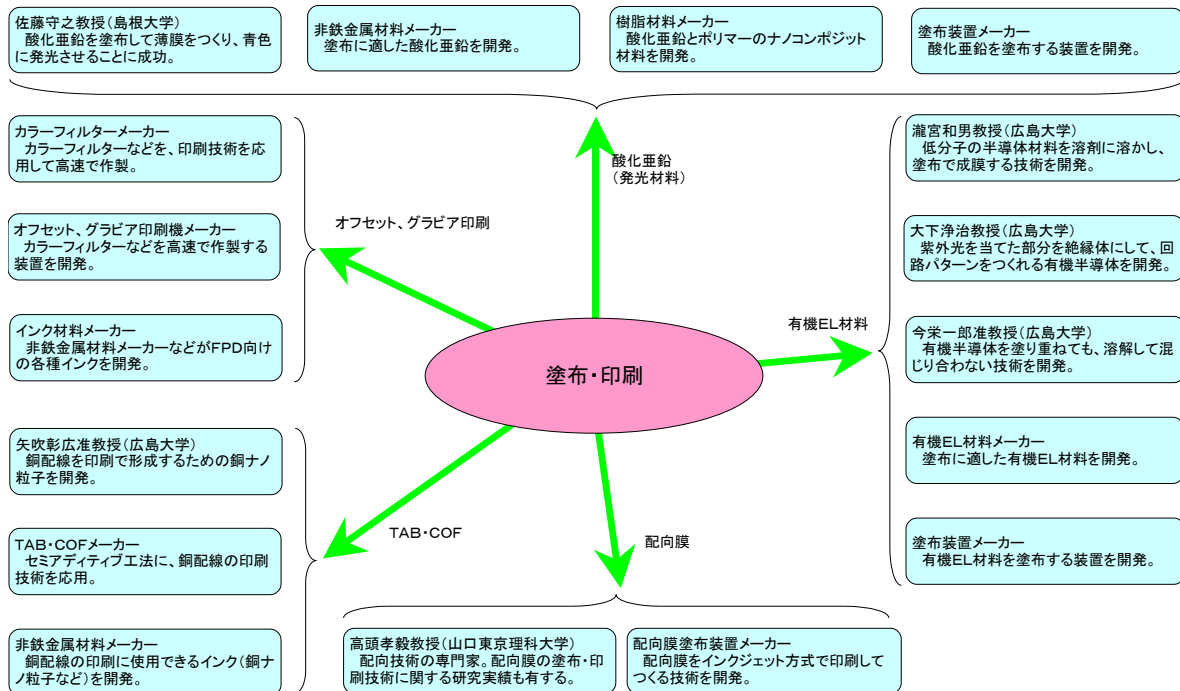 佐藤守之教授（島根大学）
酸化亜鉛を塗布して薄膜をつくり、青色
に発光させることに成功。
非鉄金属材料メーカー
塗布に適した酸化亜鉛を開発。
樹脂材料メーカー
酸化亜鉛とポリマーのナノコンポジット
材料を開発。
塗布装置メーカー
酸化亜鉛を塗布する装置を開発。
カラーフィルターメーカー
カラーフィルターなどを、印刷技術を応
用して高速で作製。
オフセット、グラビア印刷機メーカー
カラーフィルターなどを高速で作製する
装置を開発。
インク材料メーカー
非鉄金属材料メーカーなどがFPD向け
の各種インクを開発。
オフセット、グラビア印刷
酸化亜鉛
（発光材料）
瀧宮和男教授（広島大学）
低分子の半導体材料を溶剤に溶かし、
塗布で成膜する技術を開発。
大下浄治教授（広島大学）
紫外光を当てた部分を絶縁体にして、回
路パターンをつくれる有機半導体を開発。
今栄一郎准教授（広島大学）
有機半導体を塗り重ねても、溶解して混
じり合わない技術を開発。
有機EL材料メーカー
塗布に適した有機EL材料を開発。
塗布装置メーカー
有機EL材料を塗布する装置を開発。
有機EL材料
塗布・印刷
矢吹彰広准教授（広島大学）
銅配線を印刷で形成するための銅ナノ
粒子を開発。
TAB・COFメーカー
セミアディティブ工法に、銅配線の印刷
技術を応用。
非鉄金属材料メーカー
銅配線の印刷に使用できるインク（銅ナ
ノ粒子など）を開発。
TAB・COF
配向膜
高頭孝毅教授（山口東京理科大学）
配向技術の専門家。配向膜の塗布・印
刷技術に関する研究実績も有する。
配向膜塗布装置メーカー
配向膜をインクジェット方式で印刷して
つくる技術を開発。